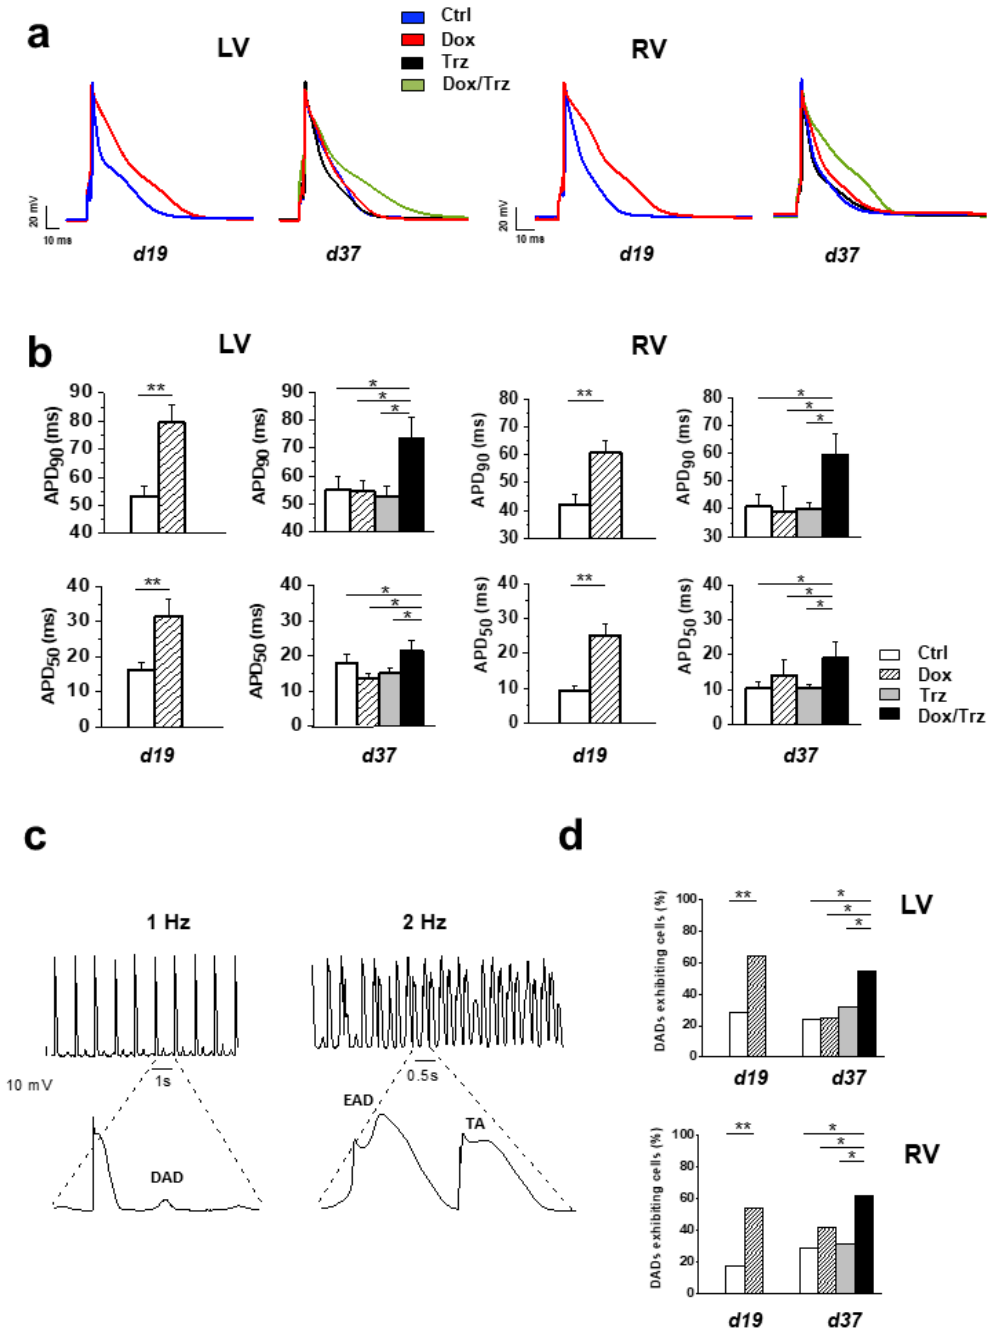 a
LV
RV
Ctrl
Dox
Trz
Dox/Trz
20 mV
10 ms
d19
d37
20 mV
10 ms
d19
d37
b
LV
RV
APD90 (ms)
90
80
70
60
50
40
**
APD90 (ms)
90
80
70
60
50
40
*
*
*
APD90 (ms)
80
70
60
50
40
30
**
APD90 (ms)
80
70
60
50
40
30
*
*
*
APD50 (ms)
40
30
20
10
0
**
d19
APD50 (ms)
40
30
20
10
0
*
*
*
d37
APD50 (ms)
40
30
20
10
0
**
d19
APD50 (ms)
40
30
20
10
0
*
*
*
d37
Ctrl
Dox
Trz
Dox/Trz
c
1 Hz
2 Hz
10 mV
1s
0.5s
DAD
EAD
TA
d
LV
DADs exhibiting cells (%)
100
80
60
40
20
0
**
*
*
*
d19
d37
RV
DADs exhibiting cells (%)
100
80
60
40
20
0
**
*
*
*
d19
d37